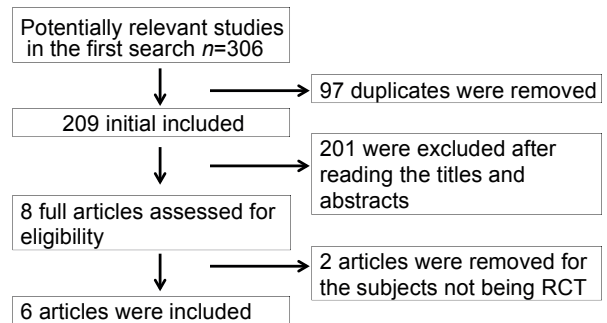 Potentially relevant studies
in the first search n=306
97 duplicates were removed
209 initial included
201 were excluded after
reading the titles and
abstracts
8 full articles assessed for
eligibility
2 articles were removed for
the subjects not being RCT
6 articles were included